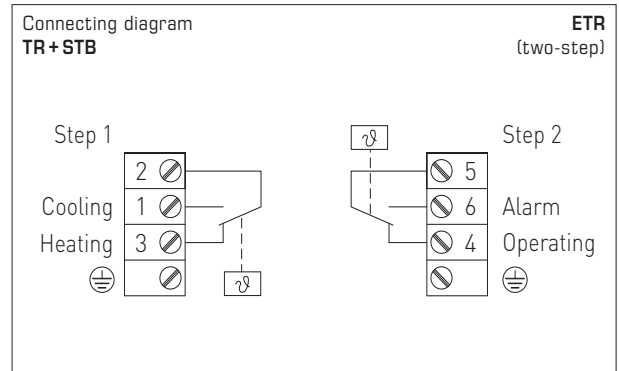 Connecting diagram
TR+STB
ETR
(two-step)
Step 1
2
Cooling 1
Heating 3
ϑ
ϑ
Step 2
5
6 Alarm
4 Operating